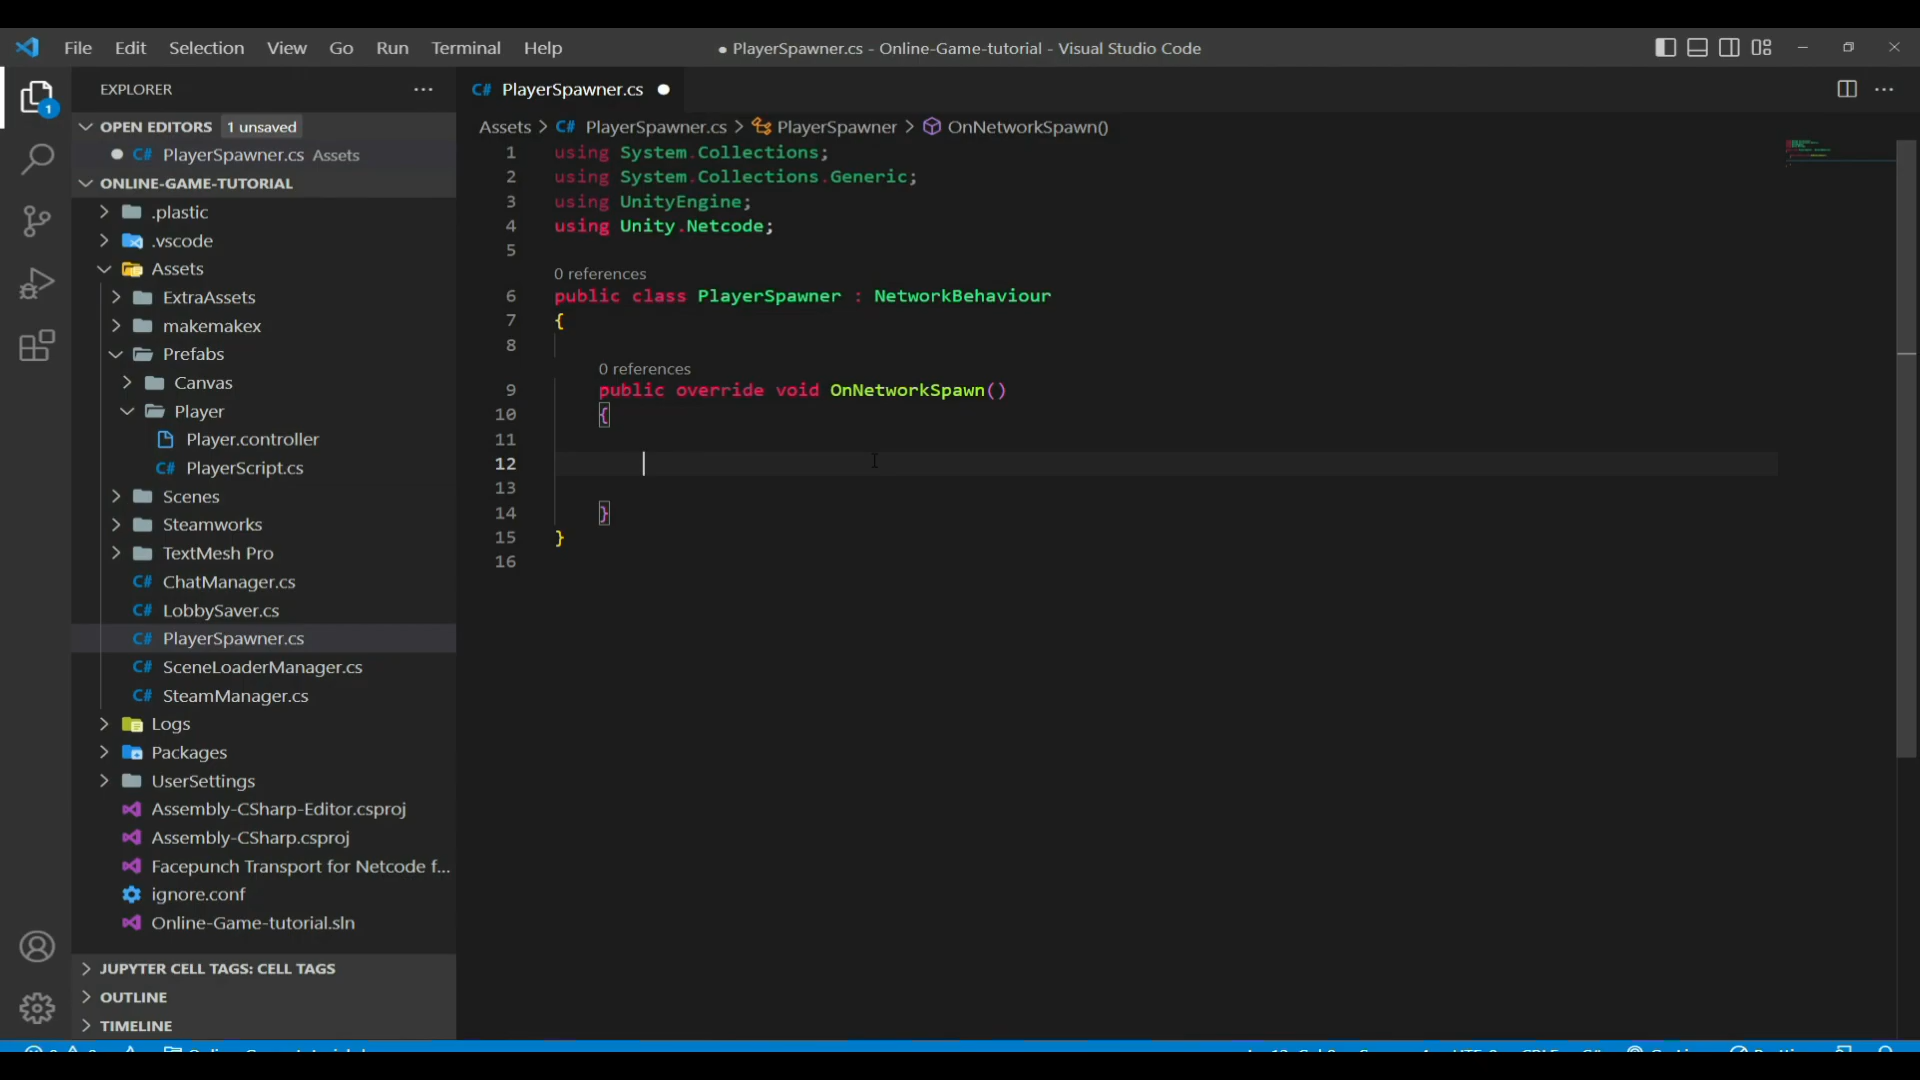 File Edit Selection View Go Run Terminal Help
● PlayerSpawner.cs - Online-Game-tutorial - Visual Studio Code
EXPLORER
1
OPEN EDITORS 1 unsaved
PlayerSpawner.cs Assets
ONLINE-GAME-TUTORIAL
.plastic
.vscode
Assets
ExtraAssets
makemakex
Prefabs
Canvas
Player
Player.controller
PlayerScript.cs
Scenes
Steamworks
TextMesh Pro
ChatManager.cs
LobbySaver.cs
PlayerSpawner.cs
SceneLoaderManager.cs
SteamManager.cs
Logs
Packages
UserSettings
Assembly-CSharp-Editor.csproj
Assembly-CSharp.csproj
Facepunch Transport for Netcode f...
ignore.conf
Online-Game-tutorial.sln
JUPYTER CELL TAGS: CELL TAGS
OUTLINE
TIMELINE
C# PlayerSpawner.cs ●
Assets > C# PlayerSpawner.cs > PlayerSpawner > OnNetworkSpawn()
1 using System.Collections;
2 using System.Collections.Generic;
3 using UnityEngine;
4 using Unity.Netcode;
5
0 references
6 public class PlayerSpawner : NetworkBehaviour
7 {
8
0 references
9 public override void OnNetworkSpawn()
10 {
11
12
13
14 }
15 }
16